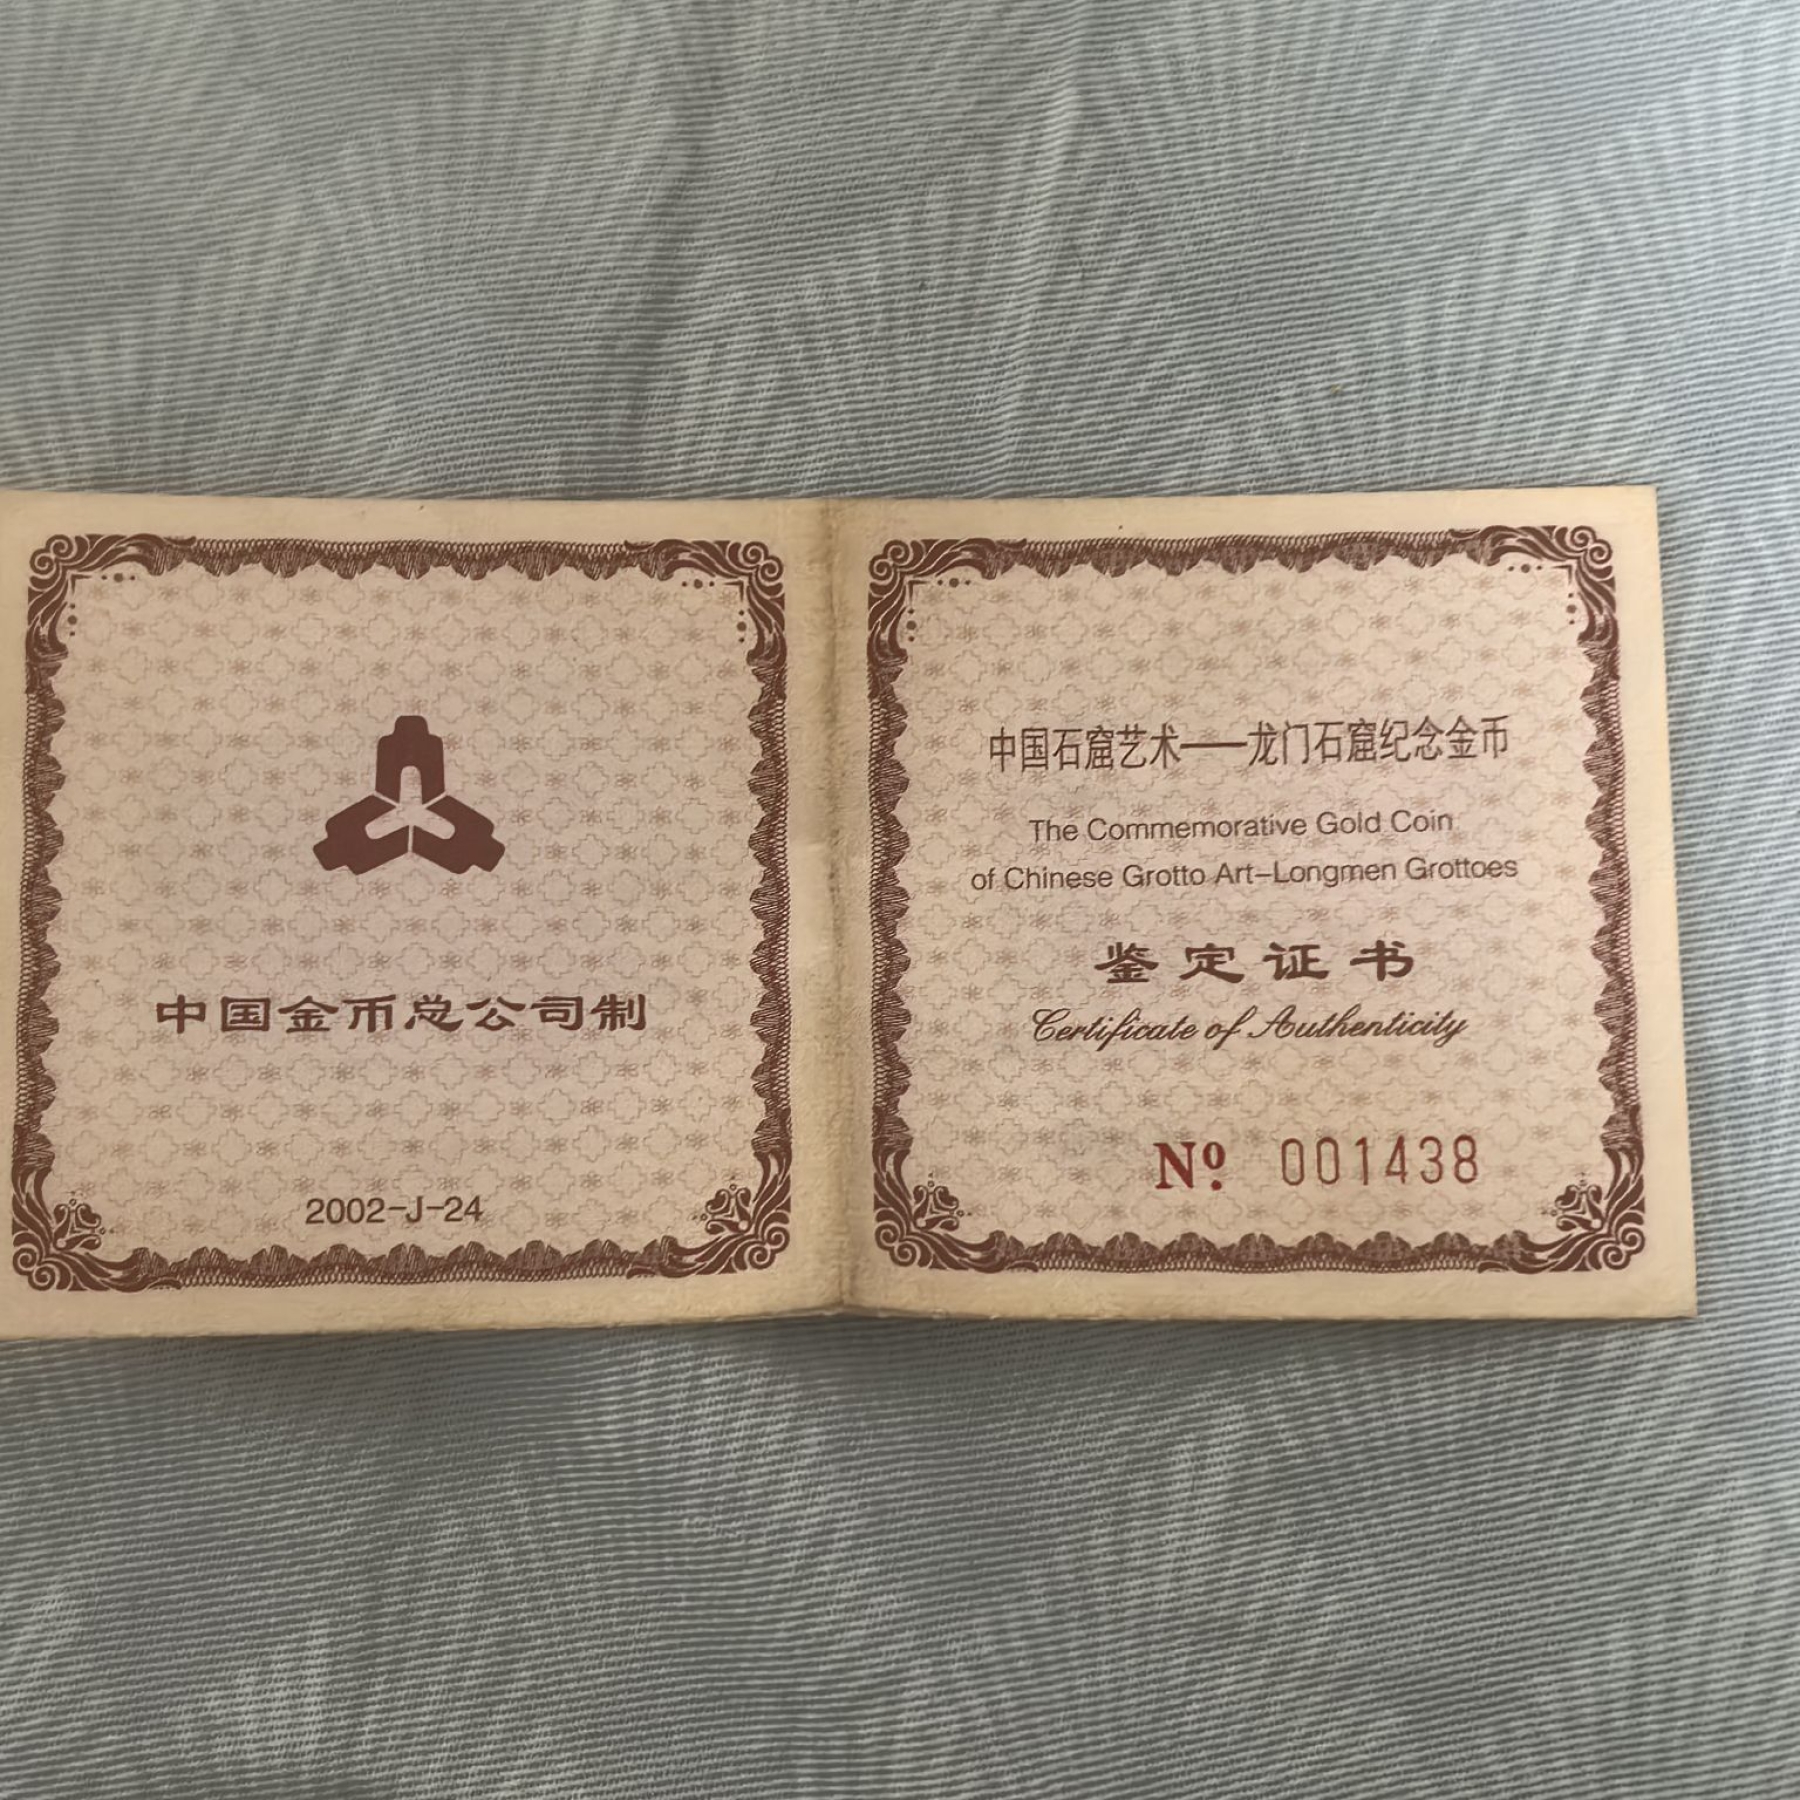 中国金币总公司制
2002-J-24
中国石窟艺术——龙门石窟纪念金币
The Commemorative Gold Coin
of Chinese Grotto Art-Longmen Grottoes
鉴定证书
Certificate of Authenticity
Nº. 001438